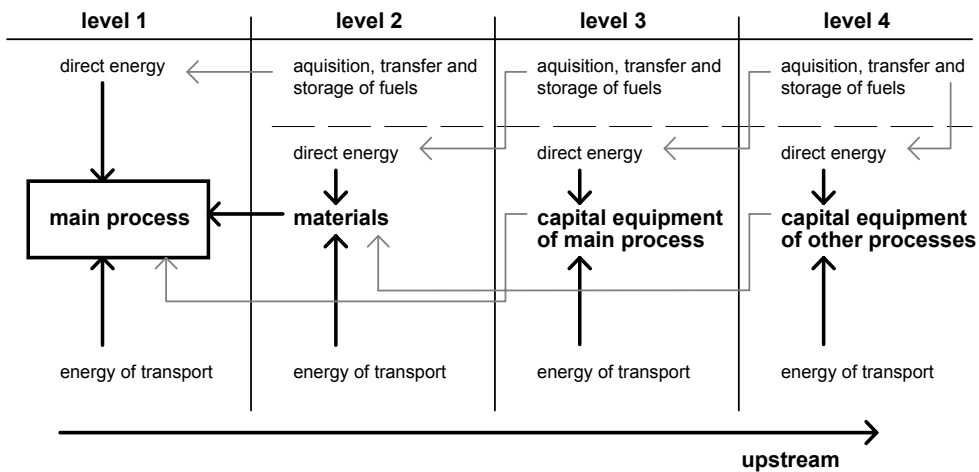 level 1
level 2
level 3
level 4
direct energy
aquisition, transfer and
storage of fuels
aquisition, transfer and
storage of fuels
aquisition, transfer and
storage of fuels
direct energy
direct energy
direct energy
main process
materials
capital equipment
of main process
capital equipment
of other processes
energy of transport
energy of transport
energy of transport
energy of transport
upstream